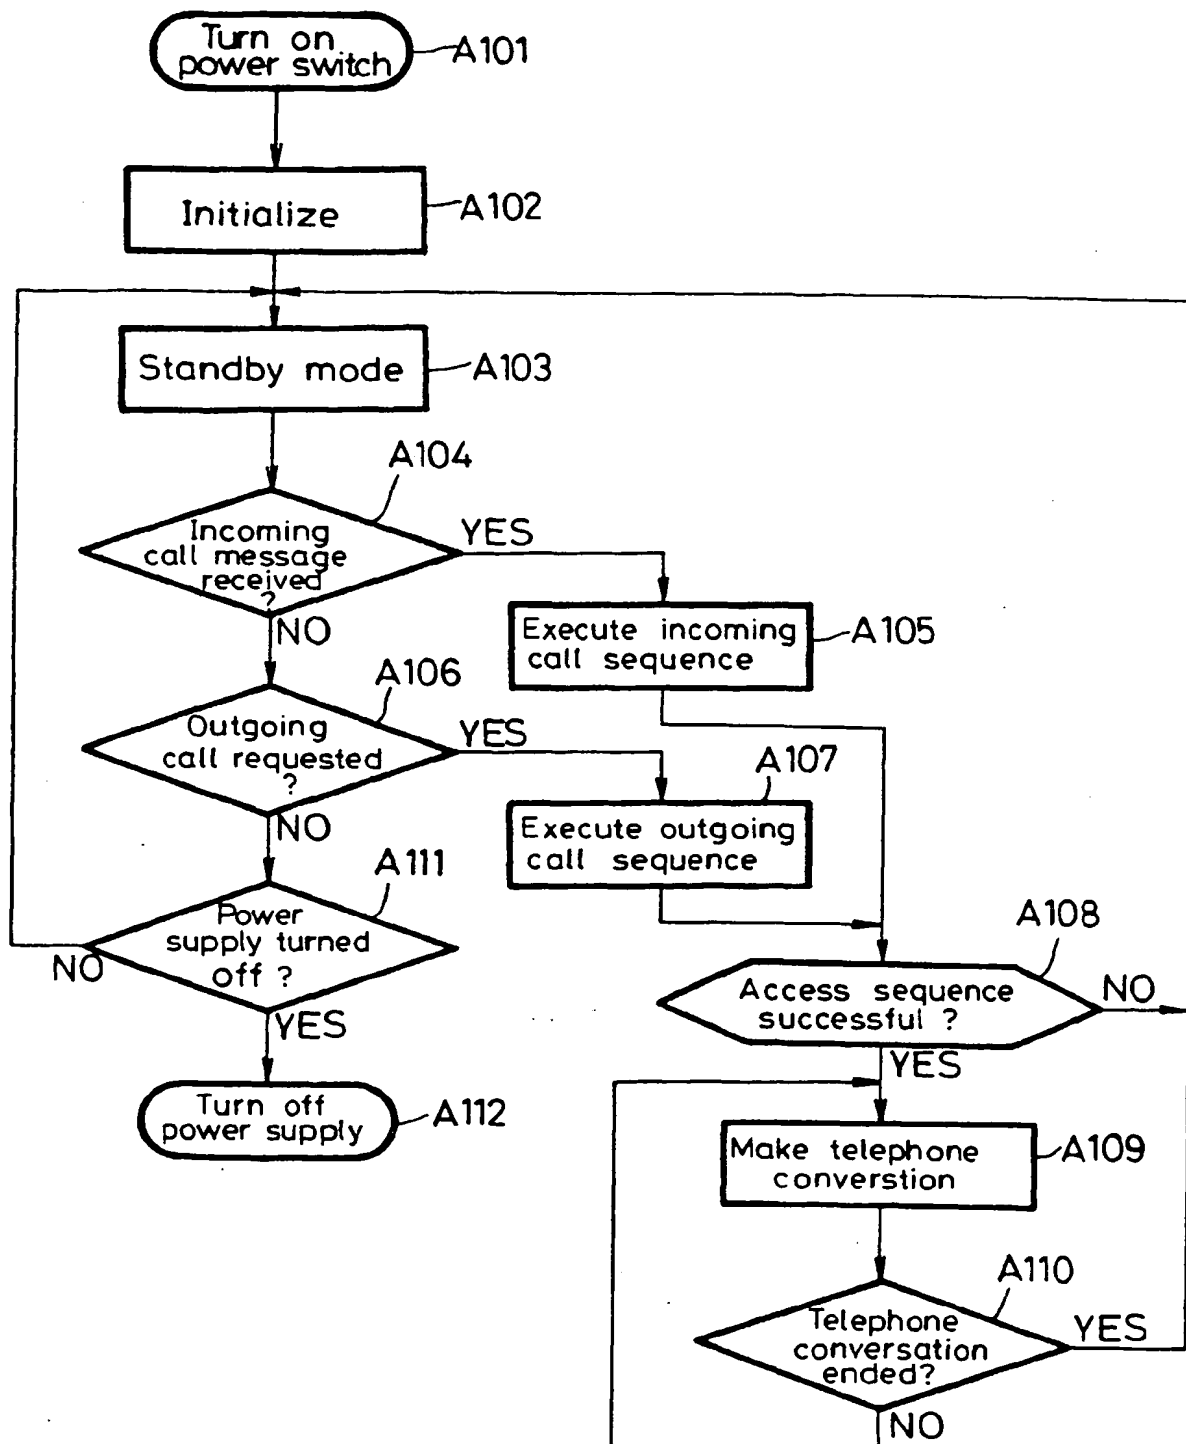 Turn on
power switch
A101
Initialize
A102
Standby mode
A103
A104
Incoming
call message
received
?
YES
NO
Execute incoming
call sequence
A105
A106
Outgoing
call requested
?
YES
NO
A107
Execute outgoing
call sequence
A111
Power
supply turned
off ?
NO
YES
A108
Access sequence
successful ?
NO
YES
Turn off
power supply
A112
Make telephone
converstion
A109
A110
Telephone
conversation
ended?
YES
NO